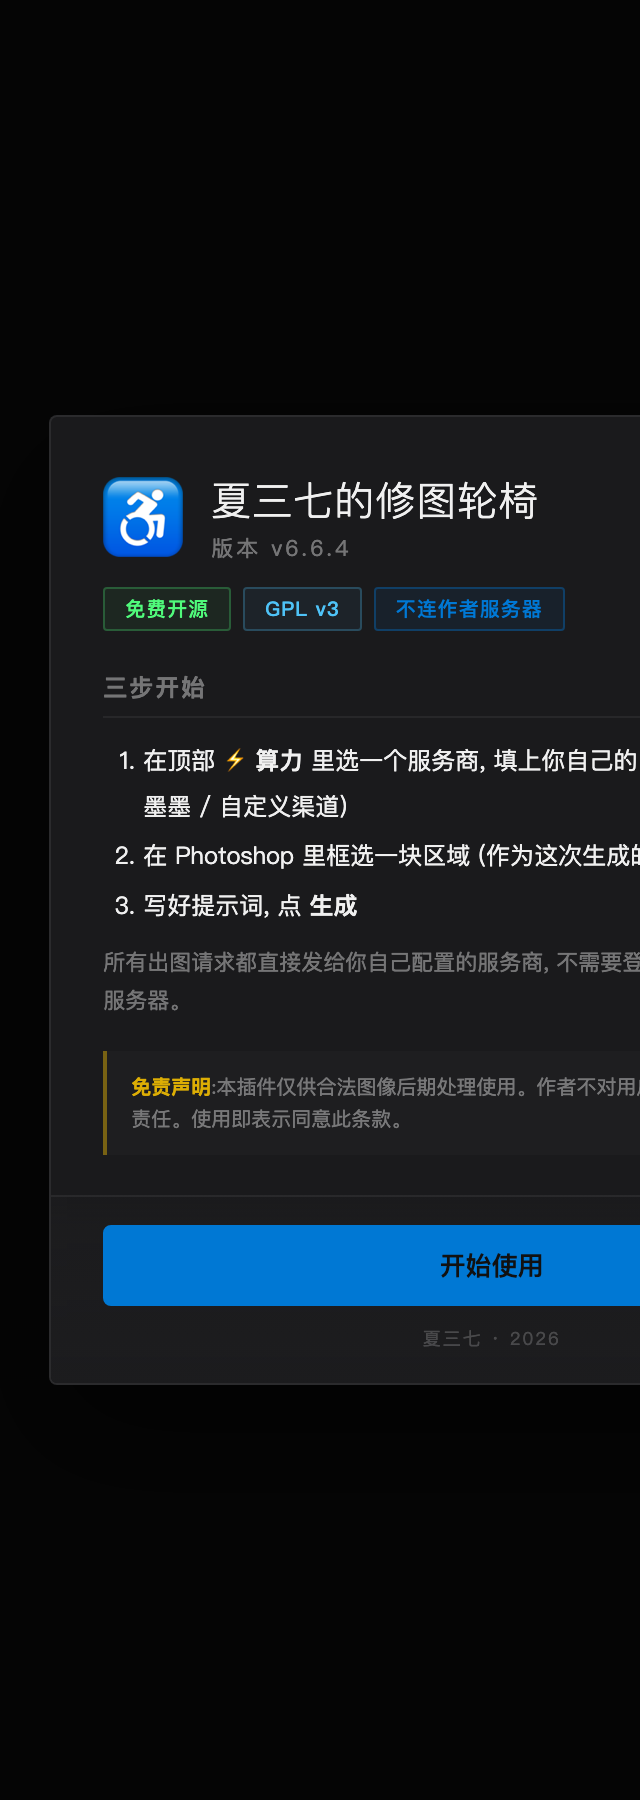 夏三七的修图轮椅
版本 v6.6.4
免费开源 GPL v3 不连作者服务器
三步开始
1. 在顶部 ⚡ 算力 里选一个服务商, 填上你自己的
墨墨 / 自定义渠道)
2. 在 Photoshop 里框选一块区域 (作为这次生成的
3. 写好提示词, 点 生成
所有出图请求都直接发给你自己配置的服务商, 不需要登
服务器。
免责声明:本插件仅供合法图像后期处理使用。作者不对用户
责任。使用即表示同意此条款。
开始使用
夏三七 · 2026